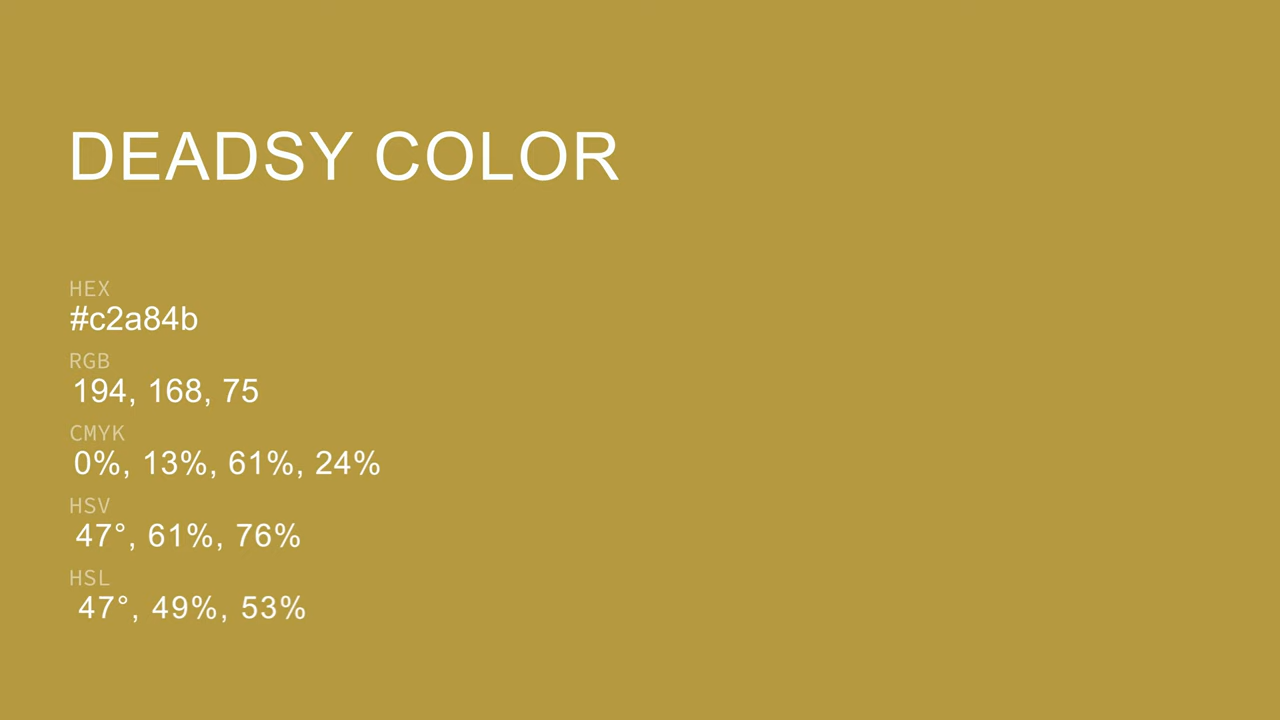 DEADSY COLOR
HEX
#c2a84b
RGB
194, 168, 75
CMYK
0%, 13%, 61%, 24%
HSV
47°, 61%, 76%
HSL
47°, 49%, 53%